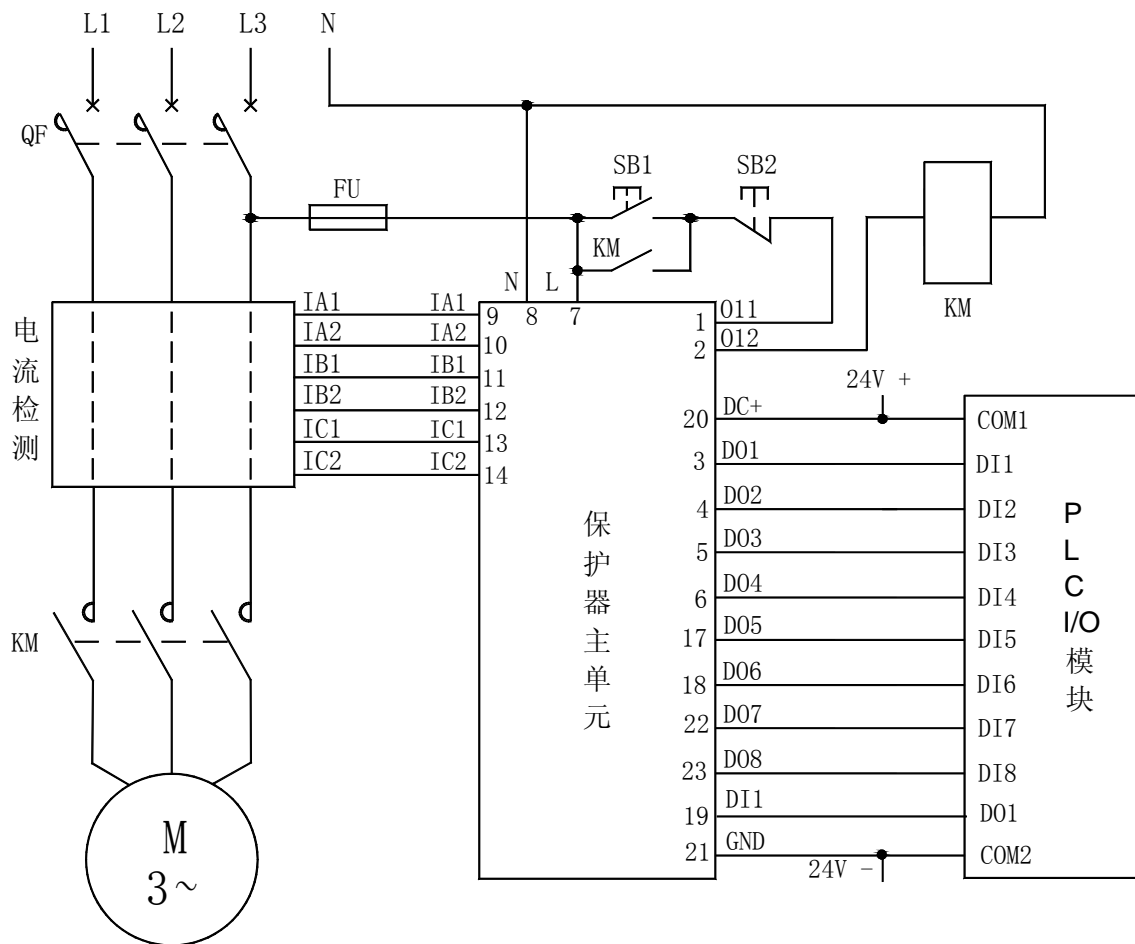 L1 L2 L3 N
QF
FU
SB1 SB2
KM
KM
N L
8 7
电流检测
IA1 IA1 9
IA2 IA2 10
IB1 IB1 11
IB2 IB2 12
IC1 IC1 13
IC2 IC2 14
保护器主单元
1 O11
2 O12
24V +
20 DC+ COM1
3 DO1 DI1
4 DO2 DI2
5 DO3 DI3
6 DO4 DI4
17 DO5 DI5
18 DO6 DI6
22 DO7 DI7
23 DO8 DI8
19 DI1 DO1
21 GND COM2
24V -
PLC
I/O
模块
KM
M
3~